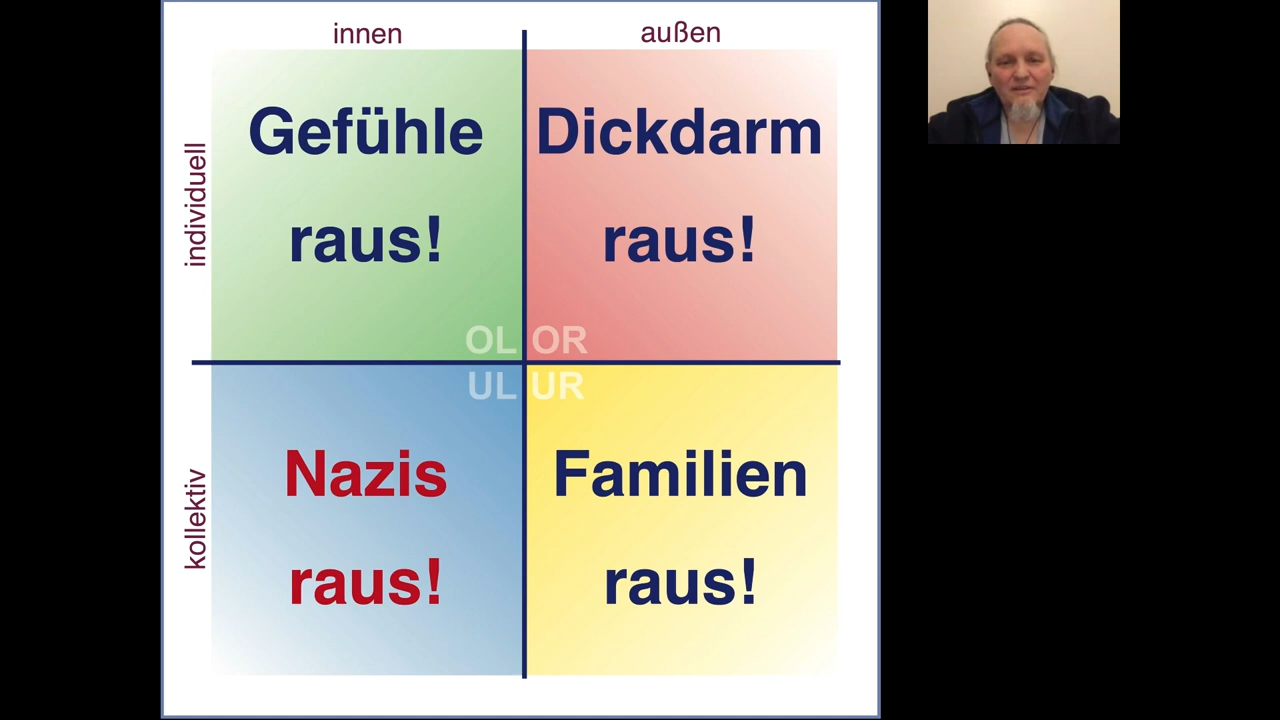 innen
außen
individuell
Gefühle
raus!
Dickdarm
raus!
OL
OR
UL
UR
kollektiv
Nazis
raus!
Familien
raus!